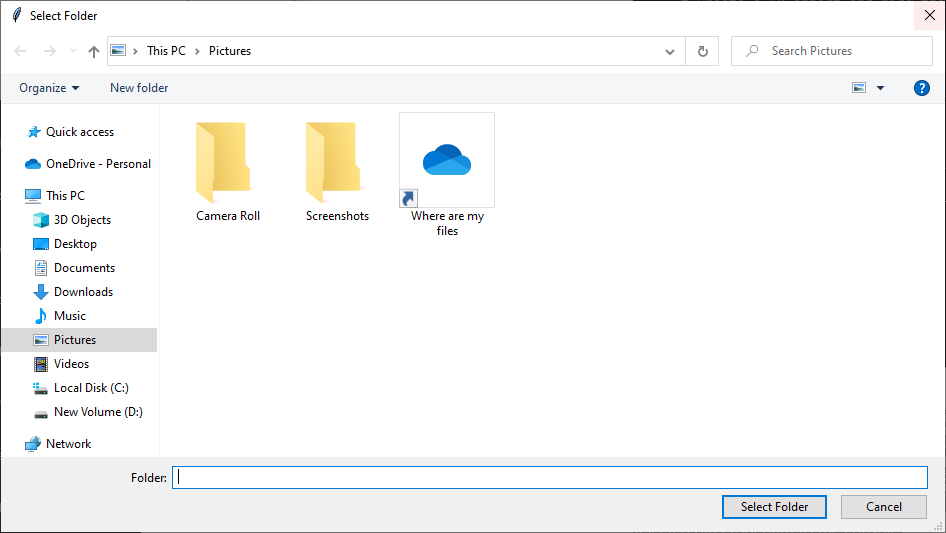 Select Folder
This PC Pictures
Search Pictures
Organize
New folder
?
Quick access
OneDrive - Personal
This PC
3D Objects
Desktop
Documents
Downloads
Music
Pictures
Videos
Local Disk (C:)
New Volume (D:)
Network
Camera Roll
Screenshots
Where are my
files
Folder:
Select Folder
Cancel